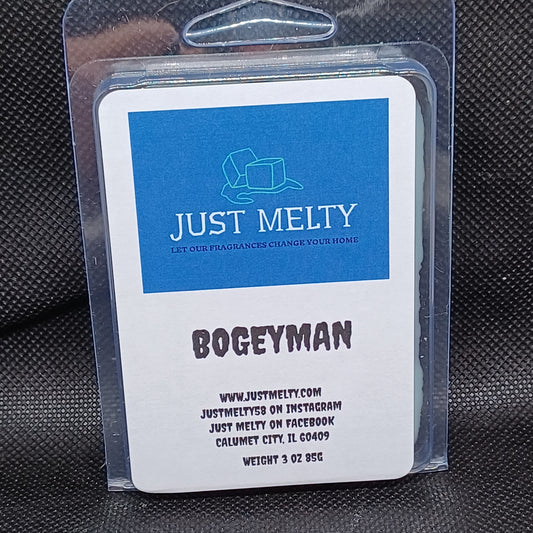 JUST MELTY
LET OUR FRAGRANCES CHANGE YOUR HOME
BOGEYMAN
WWW.JUSTMELTY.COM
JUSTMELTY58 ON INSTAGRAM
JUST MELTY ON FACEBOOK
CALUMET CITY, IL 60409
WEIGHT 3 OZ 85G